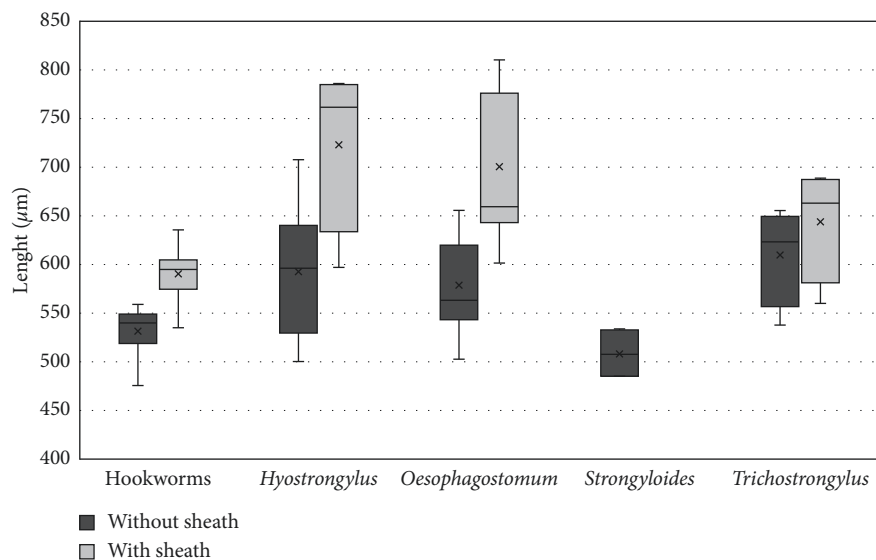 850
800
750
700
650
600
550
500
450
400
Lenght (μm)
Hookworms
Hyostrongylus
Oesophagostomum
Strongyloides
Trichostrongylus
Without sheath
With sheath